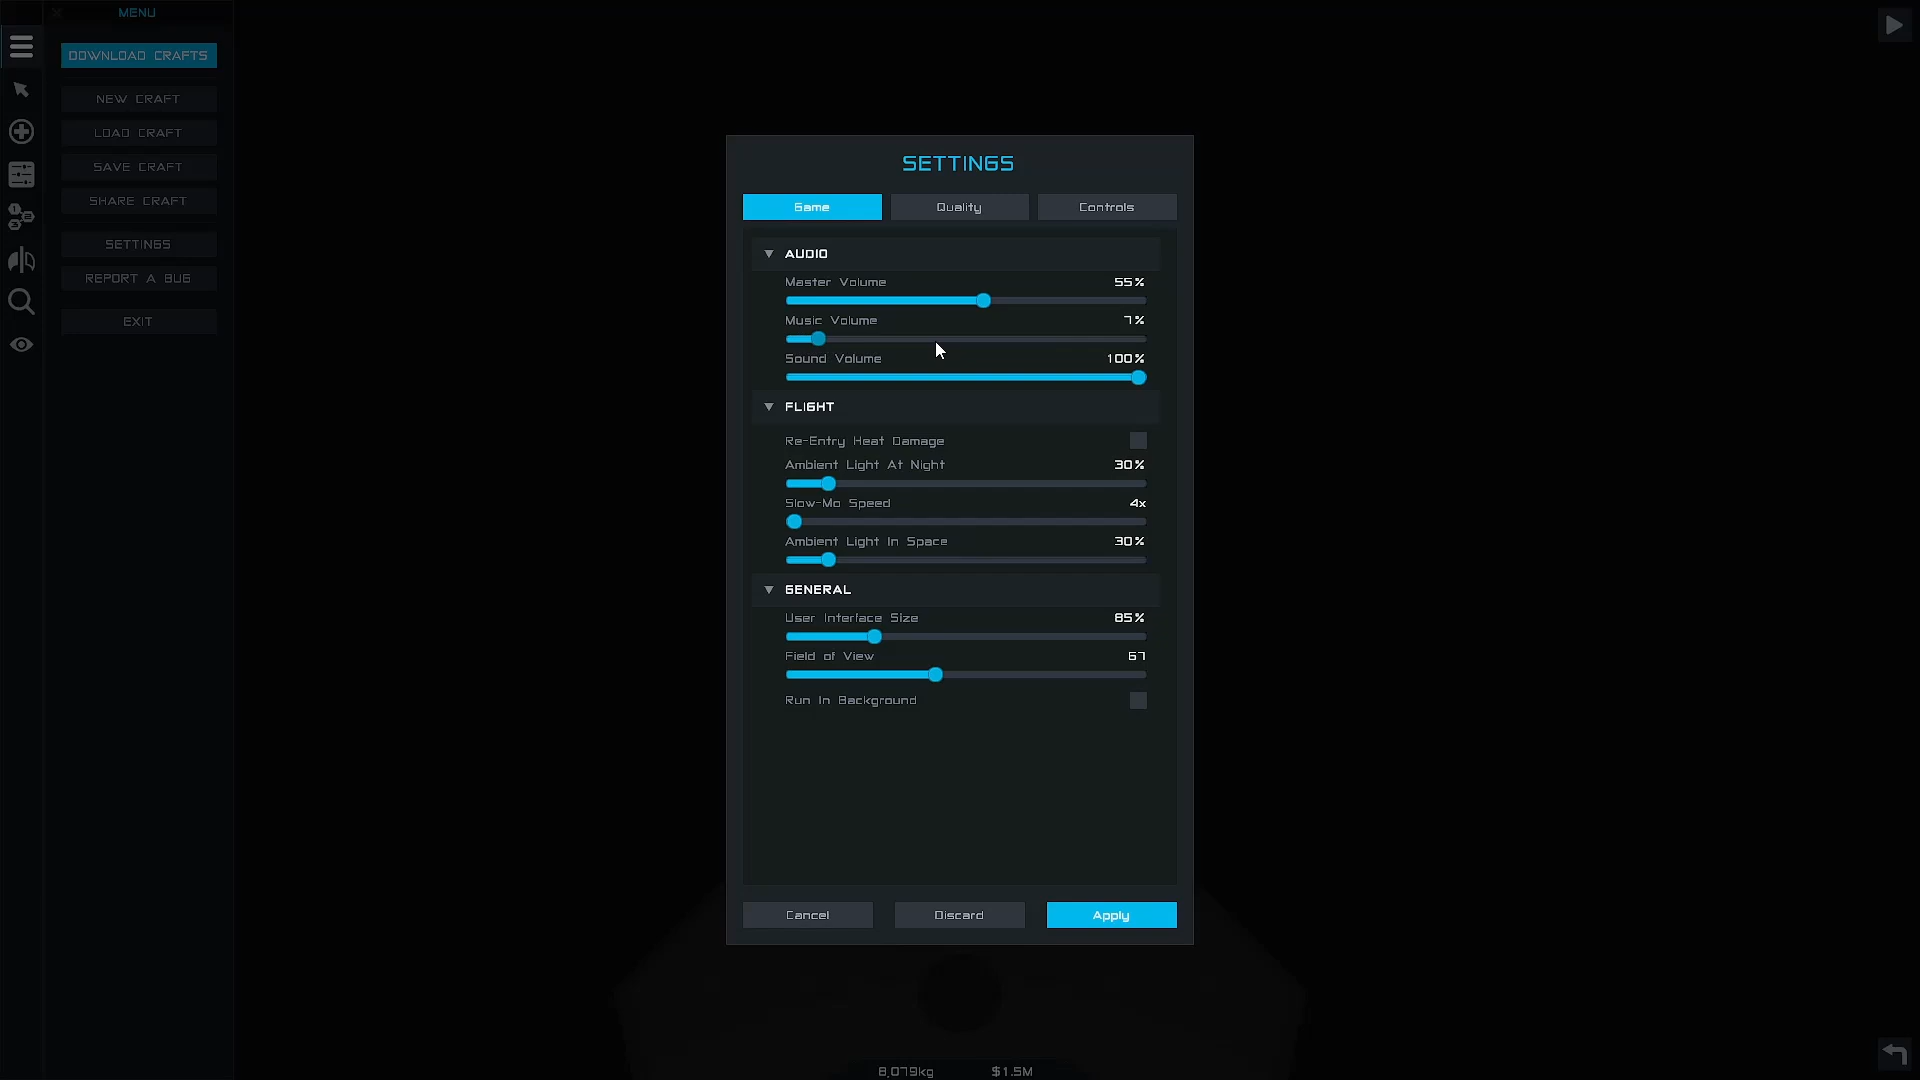 MENU
DOWNLOAD CRAFTS
NEW CRAFT
LOAD CRAFT
SAVE CRAFT
SHARE CRAFT
SETTINGS
REPORT A BUG
EXIT
SETTINGS
Game Quality Controls
AUDIO
Master Volume 55%
Music Volume 7%
Sound Volume 100%
FLIGHT
Re-Entry Heat Damage
Ambient Light At Night 30%
Slow-Mo Speed 4x
Ambient Light In Space 30%
GENERAL
User Interface Size 85%
Field of View 67
Run In Background
Cancel Discard Apply
8,079kg $1.5M